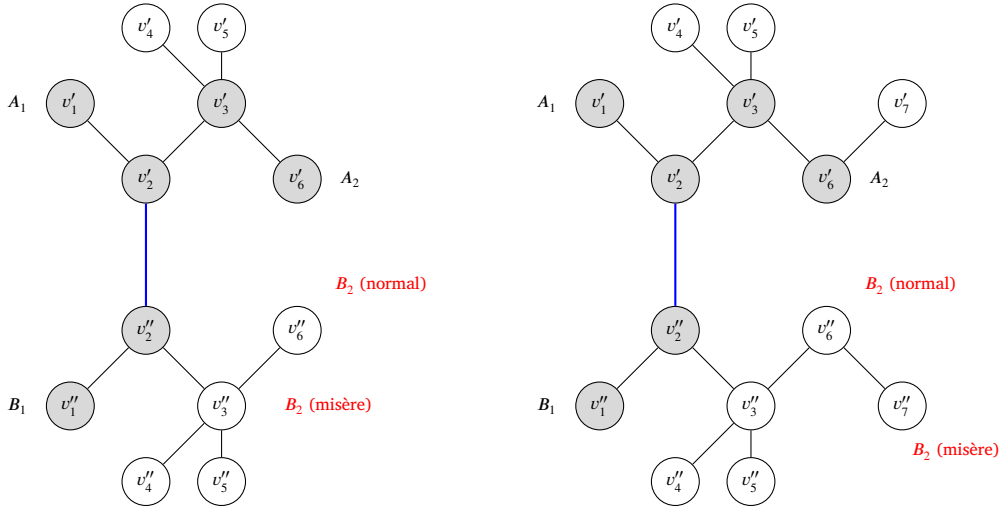 v′₄ v′₅ v′₄ v′₅
A₁ v′₁ v′₃ A₁ v′₁ v′₃ v′₇
v′₂ v′₆ A₂ v′₂ v′₆ A₂
B₂ (normal) B₂ (normal)
v″₂ v″₆ v″₂ v″₆
B₁ v″₁ v″₃ B₂ (misère) B₁ v″₁ v″₃ v″₇
B₂ (misère)
v″₄ v″₅ v″₄ v″₅